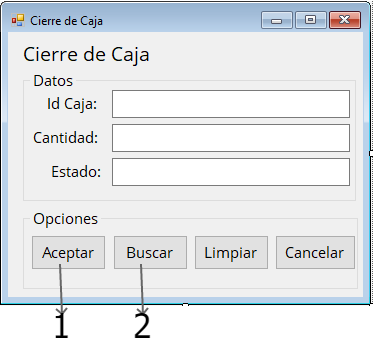 Cierre de Caja
Cierre de Caja
Datos
Id Caja:
Cantidad:
Estado:
Opciones
Aceptar Buscar Limpiar Cancelar
1 2